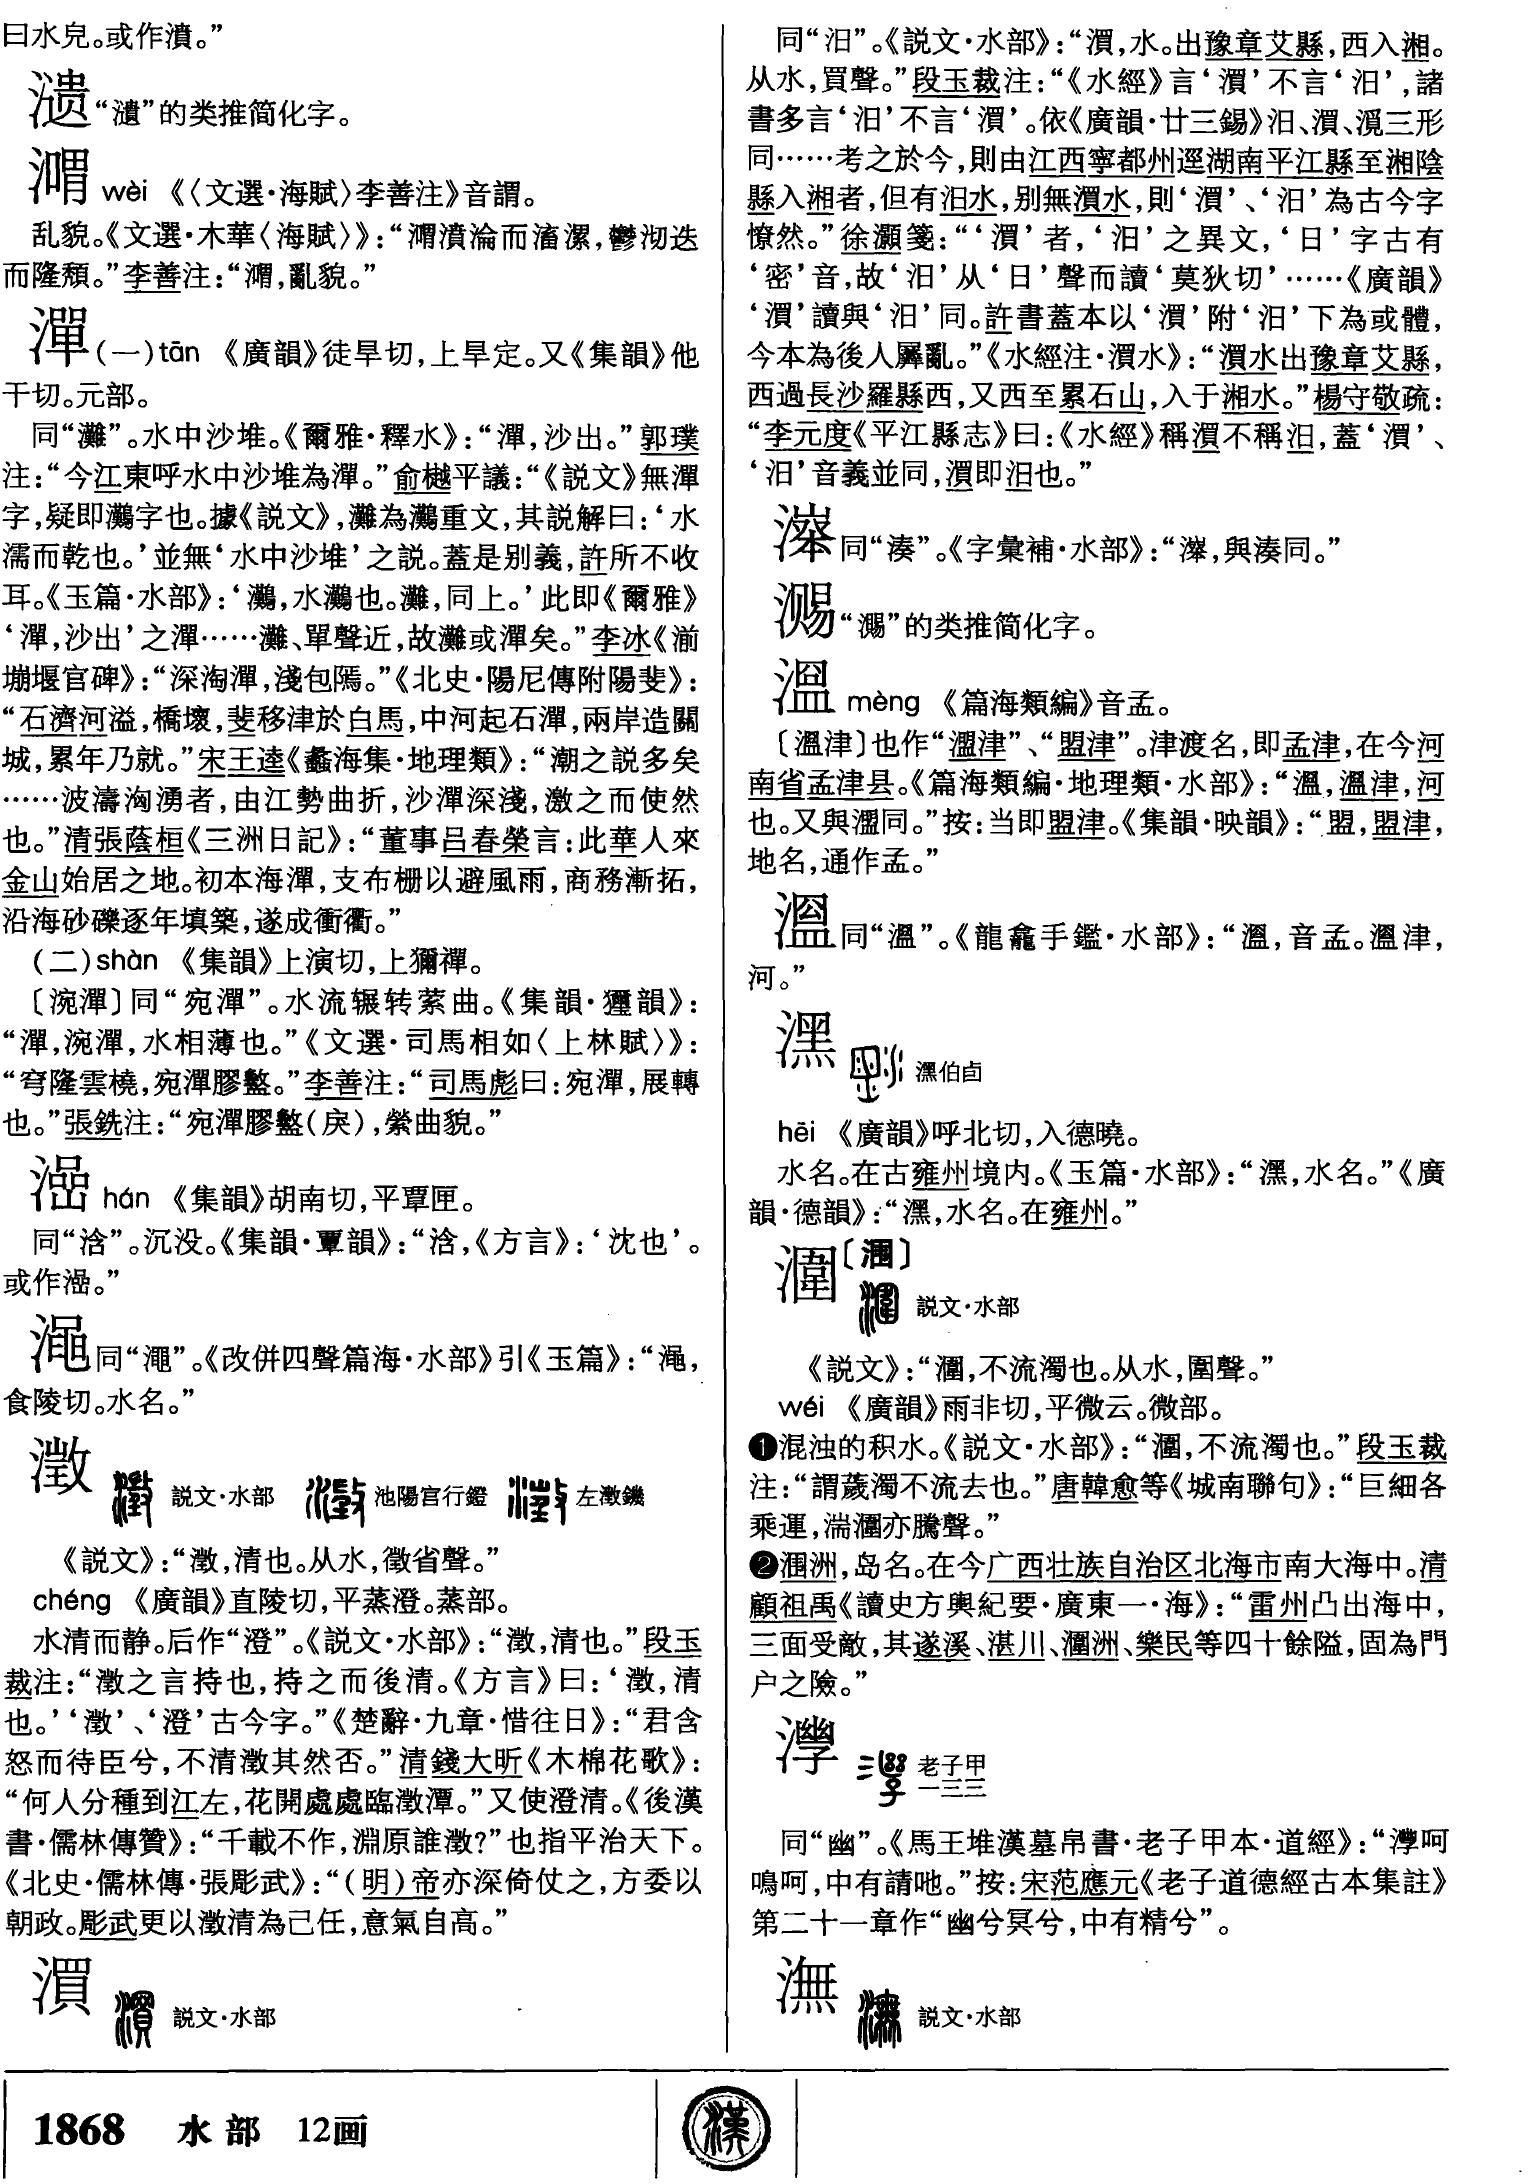 曰水皃。或作濆。”
“瀢”的类推简化字。
wèi 《〈文選·海賦〉李善注》音謂。
乱貌。《文選·木華〈海賦〉》：“潣濆淪而滀漯，鬱沏迭
而隆頹。”李善注：“潣，亂貌。”
潬(一)tān 《廣韻》徒旱切，上旱定。又《集韻》他
干切。元部。
同“灘”。水中沙堆。《爾雅·釋水》：“潬，沙出。”郭璞
注：“今江東呼水中沙堆為潬。”俞樾平議：“《説文》無潬
字，疑即灘字也。據《説文》，灘為鸂重文，其説解曰：‘水
濡而乾也。’並無‘水中沙堆’之説。蓋是别義，許所不收
耳。《玉篇·水部》：‘灘，水灘也。灘，同上。’此即《爾雅》
‘潬，沙出’之潬……灘、單聲近，故灘或潬矣。”李冰《湔
堋堰官碑》：“深淘潬，淺包隝。”《北史·陽尼傳附陽斐》：
“石濟河溢，橋壞，斐移津於白馬，中河起石潬，兩岸造關
城，累年乃就。”宋王逵《蠡海集·地理類》：“潮之説多矣
……波濤洶湧者，由江勢曲折，沙潬深淺，激之而使然
也。”清張蔭桓《三洲日記》：“董事吕春榮言：此華人來
金山始居之地。初本海潬，支布栅以避風雨，商務漸拓，
沿海砂礫逐年填築，遂成衝衢。”
(二)shàn 《集韻》上演切，上獮禪。
〔涴潬〕同“宛潬”。水流辗转萦曲。《集韻·獮韻》：
“潬，涴潬，水相薄也。”《文選·司馬相如〈上林賦〉》：
“穹隆雲橈，宛潬膠盭。”李善注：“司馬彪曰：宛潬，展轉
也。”張銑注：“宛潬膠盭(戾)，縈曲貌。”
hán 《集韻》胡南切，平覃匣。
同“浛”。沉没。《集韻·覃韻》：“浛，《方言》：‘沈也’。
或作。”
同“澠”。《改併四聲篇海·水部》引《玉篇》：“，
食陵切。水名。”
澂 説文·水部 池陽宫行鐙 左澂鐖
《説文》：“澂，清也。从水，徵省聲。”
chéng 《廣韻》直陵切，平蒸澄。蒸部。
水清而静。后作“澄”。《説文·水部》：“澂，清也。”段玉
裁注：“澂之言持也，持之而後清。《方言》曰：‘澂，清
也。’‘澂’、‘澄’古今字。”《楚辭·九章·惜往日》：“君含
怒而待臣兮，不清澂其然否。”清錢大昕《木棉花歌》：
“何人分種到江左，花開處處臨澂潭。”又使澄清。《後漢
書·儒林傳贊》：“千載不作，淵原誰澂？”也指平治天下。
《北史·儒林傳·張彫武》：“(明)帝亦深倚仗之，方委以
朝政。彫武更以澂清為己任，意氣自高。”
潣 説文·水部
同“汨”。《説文·水部》：“㵋，水。出豫章艾縣，西入湘。
从水，買聲。”段玉裁注：“《水經》言‘㵋’不言‘汨’，諸
書多言‘汨’不言‘㵋’。依《廣韻·廿三錫》汨、㵋、漞三形
同……考之於今，則由江西寧都州逕湖南平江縣至湘陰
縣入湘者，但有汨水，别無㵋水，則‘㵋’、‘汨’為古今字
憭然。”徐灝箋：“‘㵋’者，‘汨’之異文，‘日’字古有
‘密’音，故‘汨’从‘日’聲而讀‘莫狄切’……《廣韻》
‘㵋’讀與‘汨’同。許書蓋本以‘㵋’附‘汨’下為或體，
今本為後人羼亂。”《水經注·㵋水》：“㵋水出豫章艾縣，
西過長沙羅縣西，又西至累石山，入于湘水。”楊守敬疏：
“李元度《平江縣志》曰：《水經》稱㵋不稱汨，蓋‘㵋’、
‘汨’音義並同，㵋即汨也。”
同“湊”。《字彙補·水部》：“，與湊同。”
“”的类推简化字。
mèng 《篇海類編》音孟。
〔津〕也作“津”、“盟津”。津渡名，即孟津，在今河
南省孟津县。《篇海類編·地理類·水部》：“，津，河
也。又與同。”按：当即盟津。《集韻·映韻》：“盟，盟津，
地名，通作孟。”
同“”。《龍龕手鑑·水部》：“，音孟。津，
河。”
潶 潶伯卣
hēi 《廣韻》呼北切，入德曉。
水名。在古雍州境内。《玉篇·水部》：“潶，水名。”《廣
韻·德韻》：“潶，水名。在雍州。”
潿〔涠〕 説文·水部
《説文》：“潿，不流濁也。从水，圍聲。”
wéi 《廣韻》雨非切，平微云。微部。
❶混浊的积水。《説文·水部》：“潿，不流濁也。”段玉裁
注：“謂薉濁不流去也。”唐韓愈等《城南聯句》：“巨細各
乘運，湍潿亦騰聲。”
❷涠洲，岛名。在今广西壮族自治区北海市南大海中。清
顧祖禹《讀史方輿紀要·廣東一·海》：“雷州凸出海中，
三面受敵，其遂溪、湛川、潿洲、樂民等四十餘隘，固為門
户之險。”
老子甲
一三三
同“幽”。《馬王堆漢墓帛書·老子甲本·道經》：“呵
鳴呵，中有請吔。”按：宋范應元《老子道德經古本集註》
第二十一章作“幽兮冥兮，中有精兮”。
潕 説文·水部
1868 水部 12画
漢